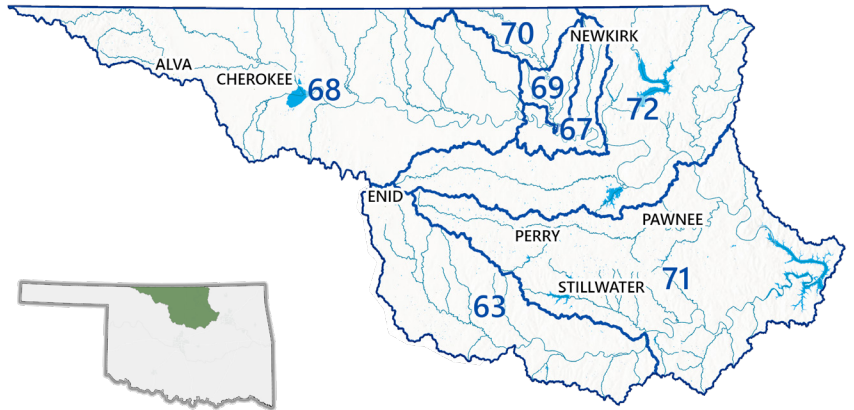 70
NEWKIRK
ALVA
CHEROKEE
68
69
72
67
ENID
PAWNEE
PERRY
STILLWATER
71
63